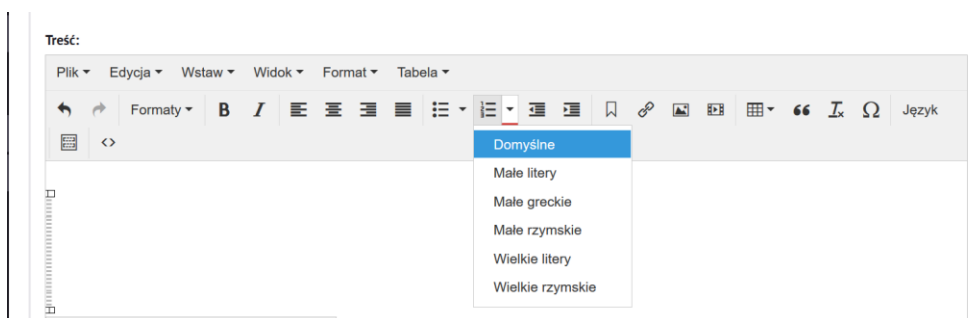 Treść:
Plik Edycja Wstaw Widok Format Tabela
Formaty B I Język
Domyślne
Małe litery
Małe greckie
Małe rzymskie
Wielkie litery
Wielkie rzymskie